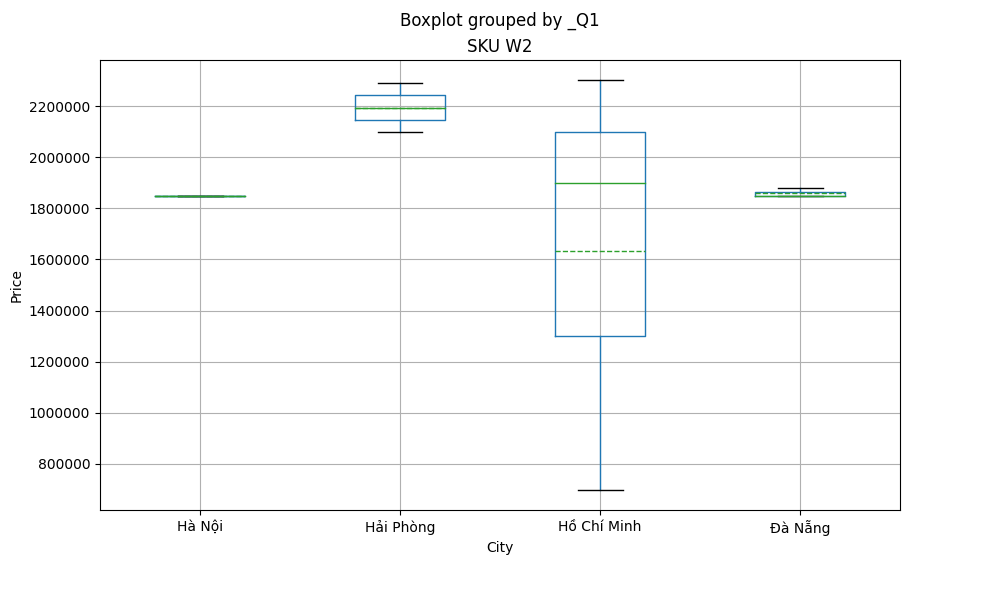 Boxplot grouped by _Q1
SKU W2
Price
2200000
2000000
1800000
1600000
1400000
1200000
1000000
800000
Hà Nội
Hải Phòng
Hồ Chí Minh
Đà Nẵng
City